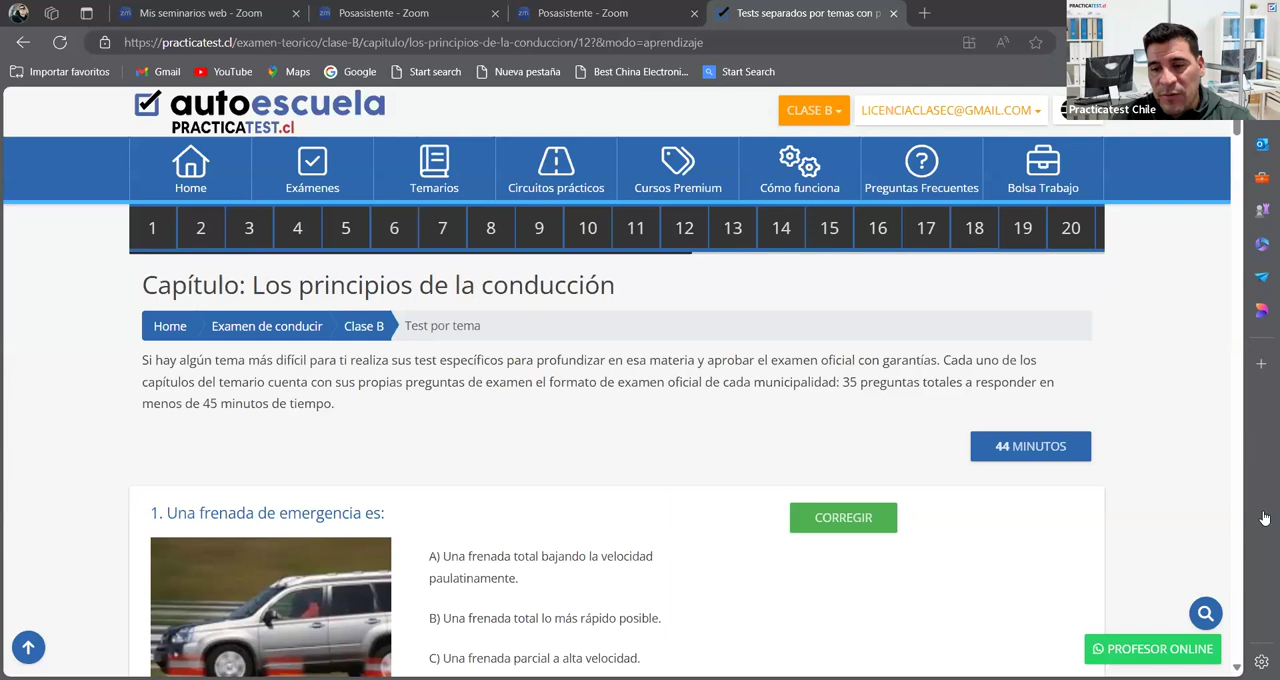 Mis seminarios web - Zoom
Posasistente - Zoom
Posasistente - Zoom
Tests separados por temas con p
https://practicatest.cl/examen-teorico/clase-B/capitulo/los-principios-de-la-conduccion/12?&modo=aprendizaje
Importar favoritos
Gmail
YouTube
Maps
Google
Start search
Nueva pestaña
Best China Electroni...
Start Search
PRACTICATEST.cl
Practicatest Chile
autoescuela
PRACTICATEST.cl
CLASE B
LICENCIACLASEC@GMAIL.COM
Home
Exámenes
Temarios
Circuitos prácticos
Cursos Premium
Cómo funciona
Preguntas Frecuentes
Bolsa Trabajo
1 2 3 4 5 6 7 8 9 10 11 12 13 14 15 16 17 18 19 20
Capítulo: Los principios de la conducción
Home
Examen de conducir
Clase B
Test por tema
Si hay algún tema más difícil para ti realiza sus test específicos para profundizar en esa materia y aprobar el examen oficial con garantías. Cada uno de los
capítulos del temario cuenta con sus propias preguntas de examen el formato de examen oficial de cada municipalidad: 35 preguntas totales a responder en
menos de 45 minutos de tiempo.
44 MINUTOS
1. Una frenada de emergencia es:
CORREGIR
A) Una frenada total bajando la velocidad
paulatinamente.
B) Una frenada total lo más rápido posible.
C) Una frenada parcial a alta velocidad.
PROFESOR ONLINE